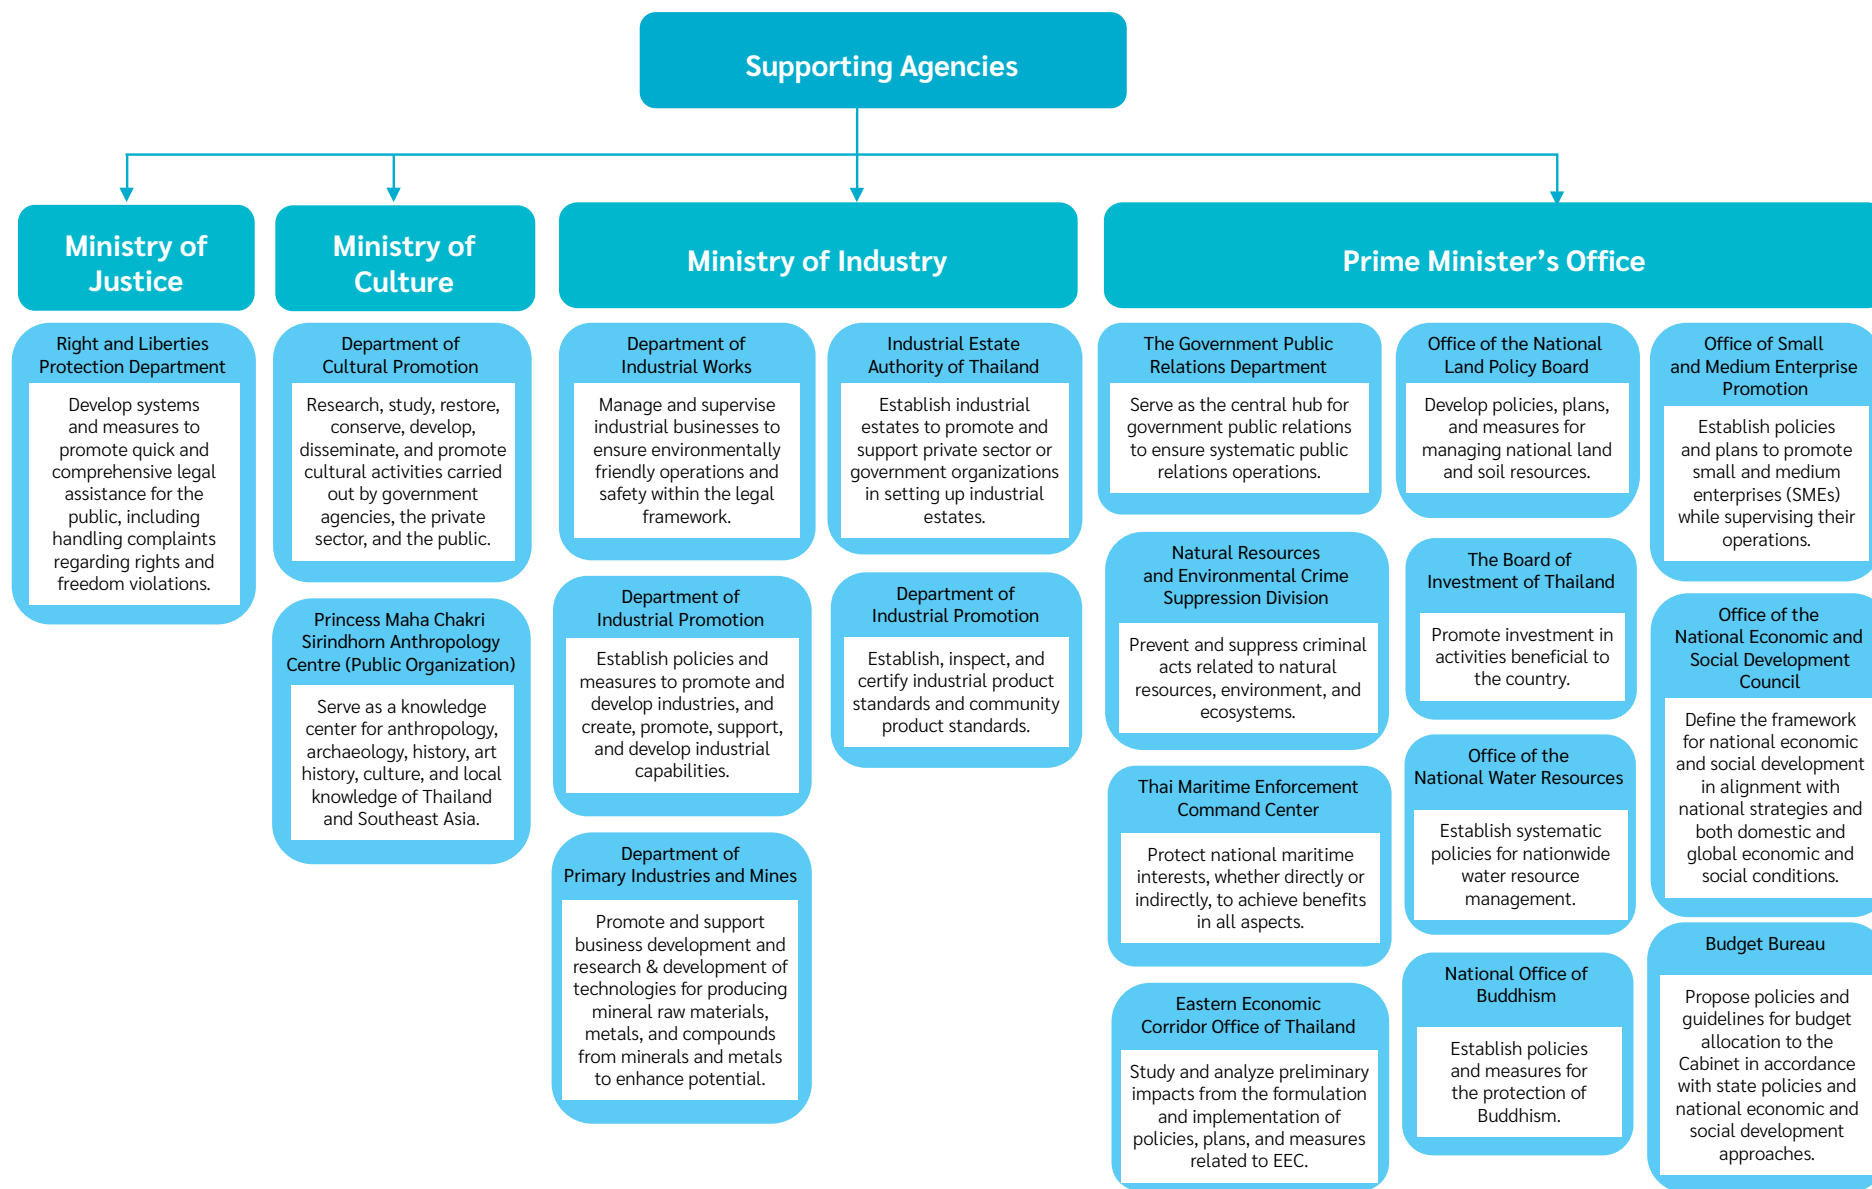 Supporting Agencies
Ministry of
Justice
Right and Liberties
Protection Department
Develop systems
and measures to
promote quick and
comprehensive legal
assistance for the
public, including
handling complaints
regarding rights and
freedom violations.
Ministry of
Culture
Department of
Cultural Promotion
Research, study, restore,
conserve, develop,
disseminate, and promote
cultural activities carried
out by government
agencies, the private
sector, and the public.
Princess Maha Chakri
Sirindhorn Anthropology
Centre (Public Organization)
Serve as a knowledge
center for anthropology,
archaeology, history, art
history, culture, and local
knowledge of Thailand
and Southeast Asia.
Ministry of Industry
Department of
Industrial Works
Manage and supervise
industrial businesses to
ensure environmentally
friendly operations and
safety within the legal
framework.
Department of
Industrial Promotion
Establish policies and
measures to promote and
develop industries, and
create, promote, support,
and develop industrial
capabilities.
Department of
Primary Industries and Mines
Promote and support
business development and
research & development of
technologies for producing
mineral raw materials,
metals, and compounds
from minerals and metals
to enhance potential.
Industrial Estate
Authority of Thailand
Establish industrial
estates to promote and
support private sector or
government organizations
in setting up industrial
estates.
Department of
Industrial Promotion
Establish, inspect, and
certify industrial product
standards and community
product standards.
Prime Minister's Office
The Government Public
Relations Department
Serve as the central hub for
government public relations
to ensure systematic public
relations operations.
Natural Resources
and Environmental Crime
Suppression Division
Prevent and suppress criminal
acts related to natural
resources, environment, and
ecosystems.
Thai Maritime Enforcement
Command Center
Protect national maritime
interests, whether directly or
indirectly, to achieve benefits
in all aspects.
Eastern Economic
Corridor Office of Thailand
Study and analyze preliminary
impacts from the formulation
and implementation of
policies, plans, and measures
related to EEC.
Office of the National
Land Policy Board
Develop policies, plans,
and measures for
managing national land
and soil resources.
The Board of
Investment of Thailand
Promote investment in
activities beneficial to
the country.
Office of the
National Water Resources
Establish systematic
policies for nationwide
water resource
management.
National Office of
Buddhism
Establish policies
and measures for
the protection of
Buddhism.
Office of Small
and Medium Enterprise
Promotion
Establish policies
and plans to promote
small and medium
enterprises (SMEs)
while supervising their
operations.
Office of the
National Economic and
Social Development
Council
Define the framework
for national economic
and social development
in alignment with
national strategies and
both domestic and
global economic and
social conditions.
Budget Bureau
Propose policies and
guidelines for budget
allocation to the
Cabinet in accordance
with state policies and
national economic and
social development
approaches.